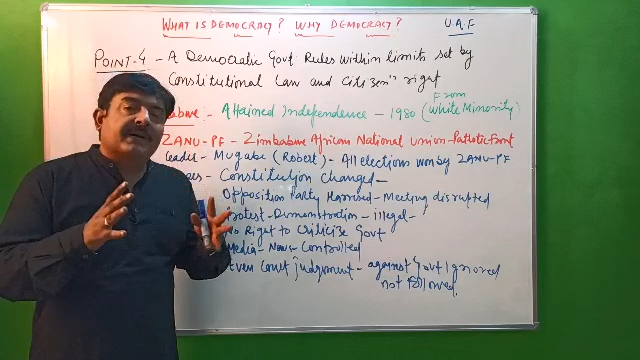 WHAT IS DEMOCRACY? WHY DEMOCRACY? U.A.F
POINT-4 - A Democratic Govt Rules within limits set by
Constitutional Law and Citizen's right
From
babwe - Attained Independence - 1980 (White Minority)
ZANU-PF - Zimbabwe African National union-Patriotic front
leader - Mugabe (Robert) - All elections won by ZANU-PF
Constitution changed -
Opposition Party Harrised - Meeting disrupted
Protest - Demonstration - illegal -
No Right to Criticize Govt
Media - News - Controlled
Even Court judgment - against Govt Ignored
not followed.